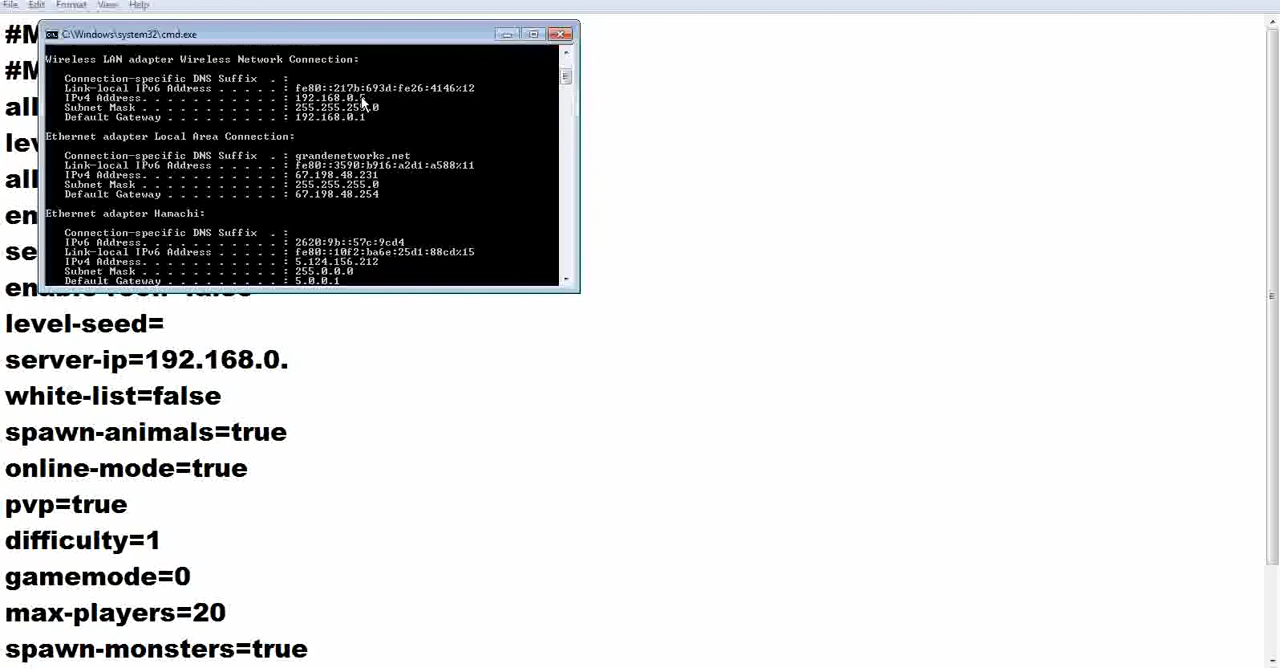 File Edit Format View Help
#M
C:\Windows\system32\cmd.exe
Wireless LAN adapter Wireless Network Connection:
#M
Connection-specific DNS Suffix . :
Link-local IPv6 Address . . . . . : fe80::217b:693d:fe26:4146%12
all
IPv4 Address. . . . . . . . . . . : 192.168.0.5
Subnet Mask . . . . . . . . . . . : 255.255.255.0
Default Gateway . . . . . . . . . : 192.168.0.1
lev
Ethernet adapter Local Area Connection:
Connection-specific DNS Suffix . : grandenetworks.net
Link-local IPv6 Address . . . . . : fe80::3590:b916:a2d1:a588%11
all
IPv4 Address. . . . . . . . . . . : 67.198.48.231
Subnet Mask . . . . . . . . . . . : 255.255.255.0
Default Gateway . . . . . . . . . : 67.198.48.254
en
Ethernet adapter Hamachi:
Connection-specific DNS Suffix . :
IPv6 Address. . . . . . . . . . . : 2620:9b::57c:9cd4
se
Link-local IPv6 Address . . . . . : fe80::10f2:ba6e:25d1:88cd%15
IPv4 Address. . . . . . . . . . . : 5.124.156.212
Subnet Mask . . . . . . . . . . . : 255.0.0.0
Default Gateway . . . . . . . . . : 5.0.0.1
level-seed=
server-ip=192.168.0.
white-list=false
spawn-animals=true
online-mode=true
pvp=true
difficulty=1
gamemode=0
max-players=20
spawn-monsters=true